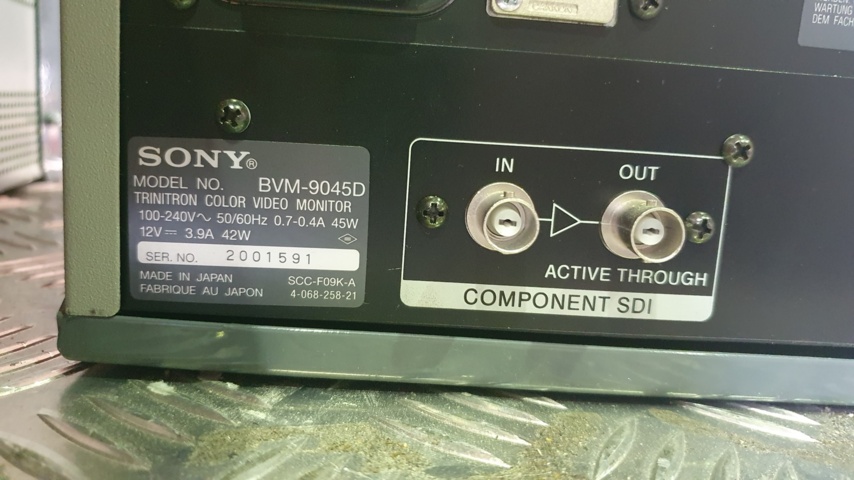 WARTUNG
DEM FACH
SONY®
MODEL NO. BVM-9045D
TRINITRON COLOR VIDEO MONITOR
100-240V∿ 50/60Hz 0.7-0.4A 45W
12V⎓ 3.9A 42W
SER. NO. 2001591
MADE IN JAPAN SCC-F09K-A
FABRIQUE AU JAPON 4-068-258-21
IN
OUT
ACTIVE THROUGH
COMPONENT SDI